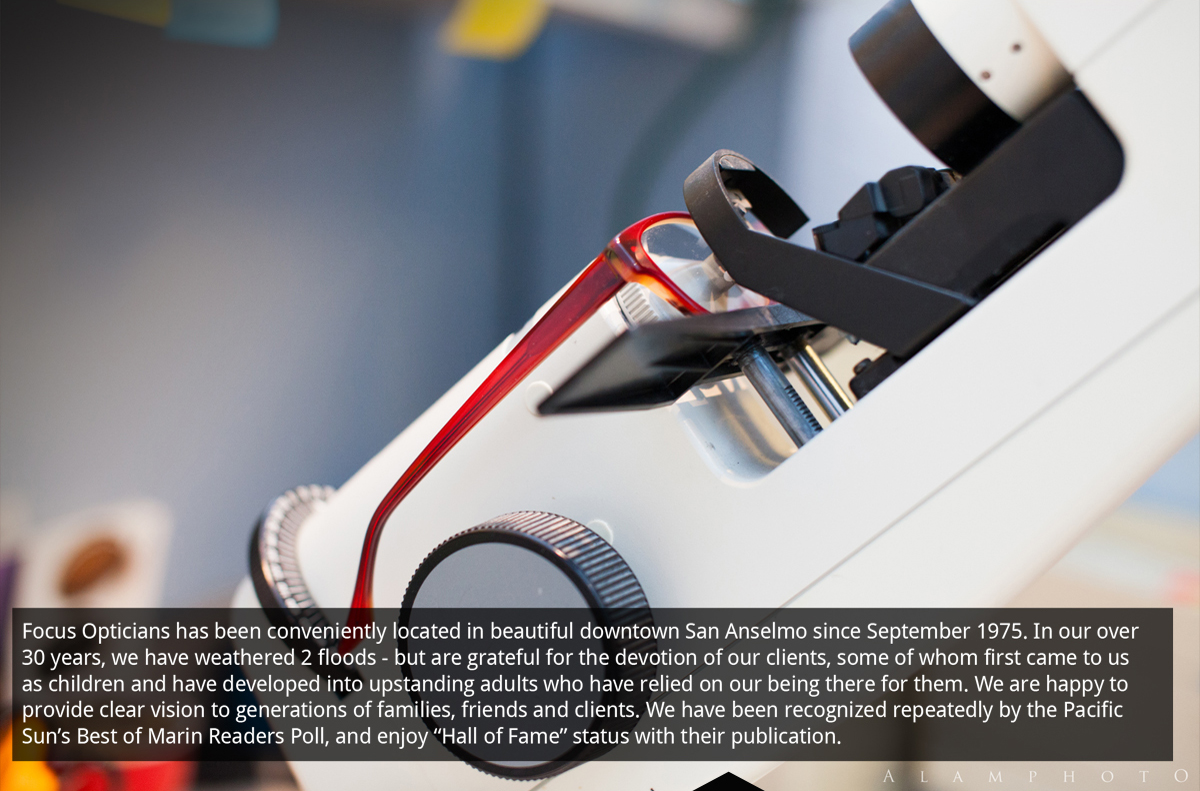 Focus Opticians has been conveniently located in beautiful downtown San Anselmo since September 1975. In our over
30 years, we have weathered 2 floods - but are grateful for the devotion of our clients, some of whom first came to us
as children and have developed into upstanding adults who have relied on our being there for them. We are happy to
provide clear vision to generations of families, friends and clients. We have been recognized repeatedly by the Pacific
Sun’s Best of Marin Readers Poll, and enjoy “Hall of Fame” status with their publication.
ALAMPHOTO